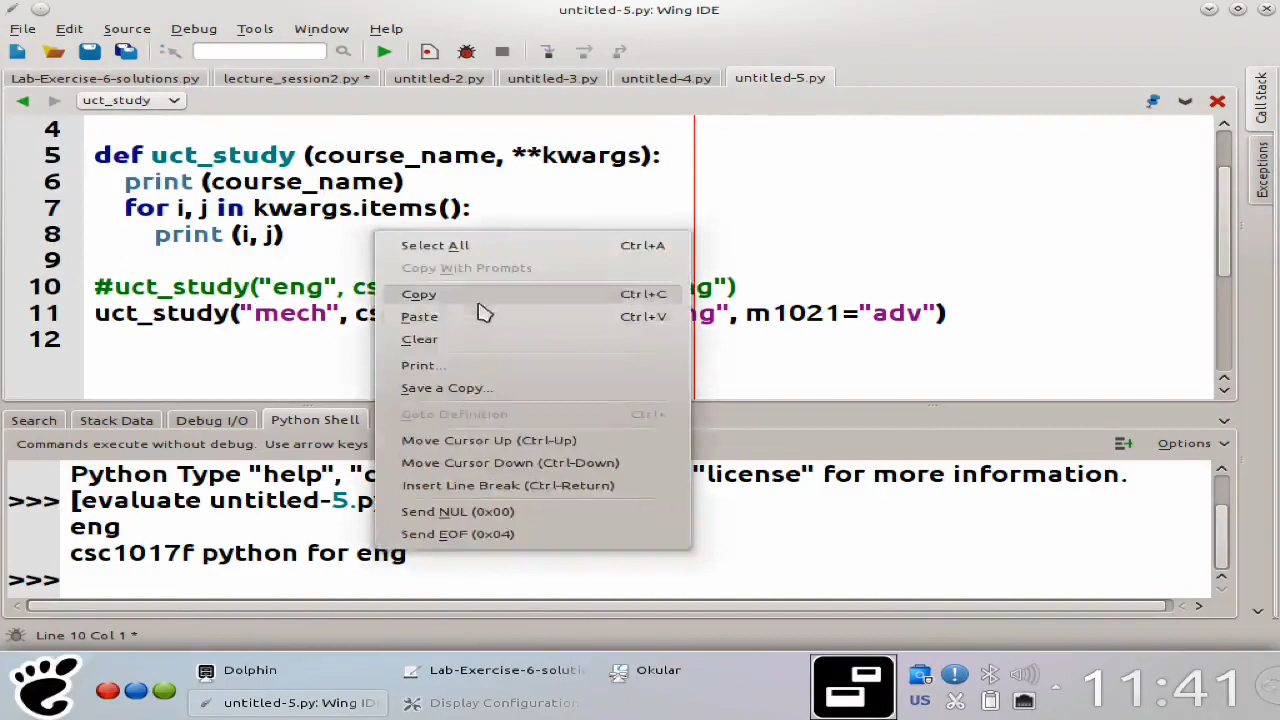 untitled-5.py: Wing IDE
File Edit Source Debug Tools Window Help
Lab-Exercise-6-solutions.py lecture_session2.py * untitled-2.py untitled-3.py untitled-4.py untitled-5.py
uct_study
4
5 def uct_study (course_name, **kwargs):
6 print (course_name)
7 for i, j in kwargs.items():
8 print (i, j)
9
10 #uct_study("eng", cs g")
11 uct_study("mech", cs ng", m1021="adv")
12
Select All Ctrl+A
Copy With Prompts
Copy Ctrl+C
Paste Ctrl+V
Clear
Print...
Save a Copy...
Goto Definition Ctrl+
Move Cursor Up (Ctrl-Up)
Move Cursor Down (Ctrl-Down)
Insert Line Break (Ctrl-Return)
Send NUL (0x00)
Send EOF (0x04)
Call Stack
Exceptions
Search Stack Data Debug I/O Python Shell
Commands execute without debug. Use arrow keys Options
Python Type "help", "c "license" for more information.
>>> [evaluate untitled-5.p
eng
csc1017f python for eng
>>>
Line 10 Col 1 *
Dolphin Lab-Exercise-6-soluti Okular
untitled-5.py: Wing ID Display Configuration
US
11:41